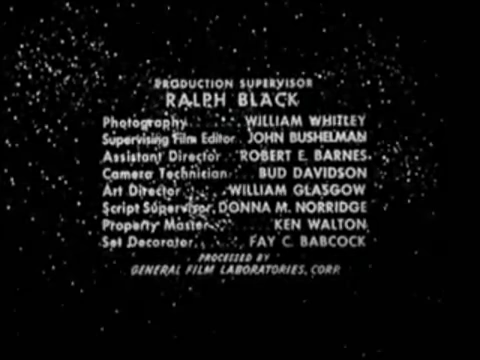 PRODUCTION SUPERVISOR
RALPH BLACK
Photography ..... WILLIAM WHITLEY
Supervising Film Editor.. JOHN BUSHELMAN
Assistant Director .. ROBERT E. BARNES
Camera Technician .... BUD DAVIDSON
Art Director ..... WILLIAM GLASGOW
Script Supervisor. DONNA M. NORRIDGE
Property Master ..... KEN WALTON
Set Decorator ..... FAY C. BABCOCK
PROCESSED BY
GENERAL FILM LABORATORIES, CORP.